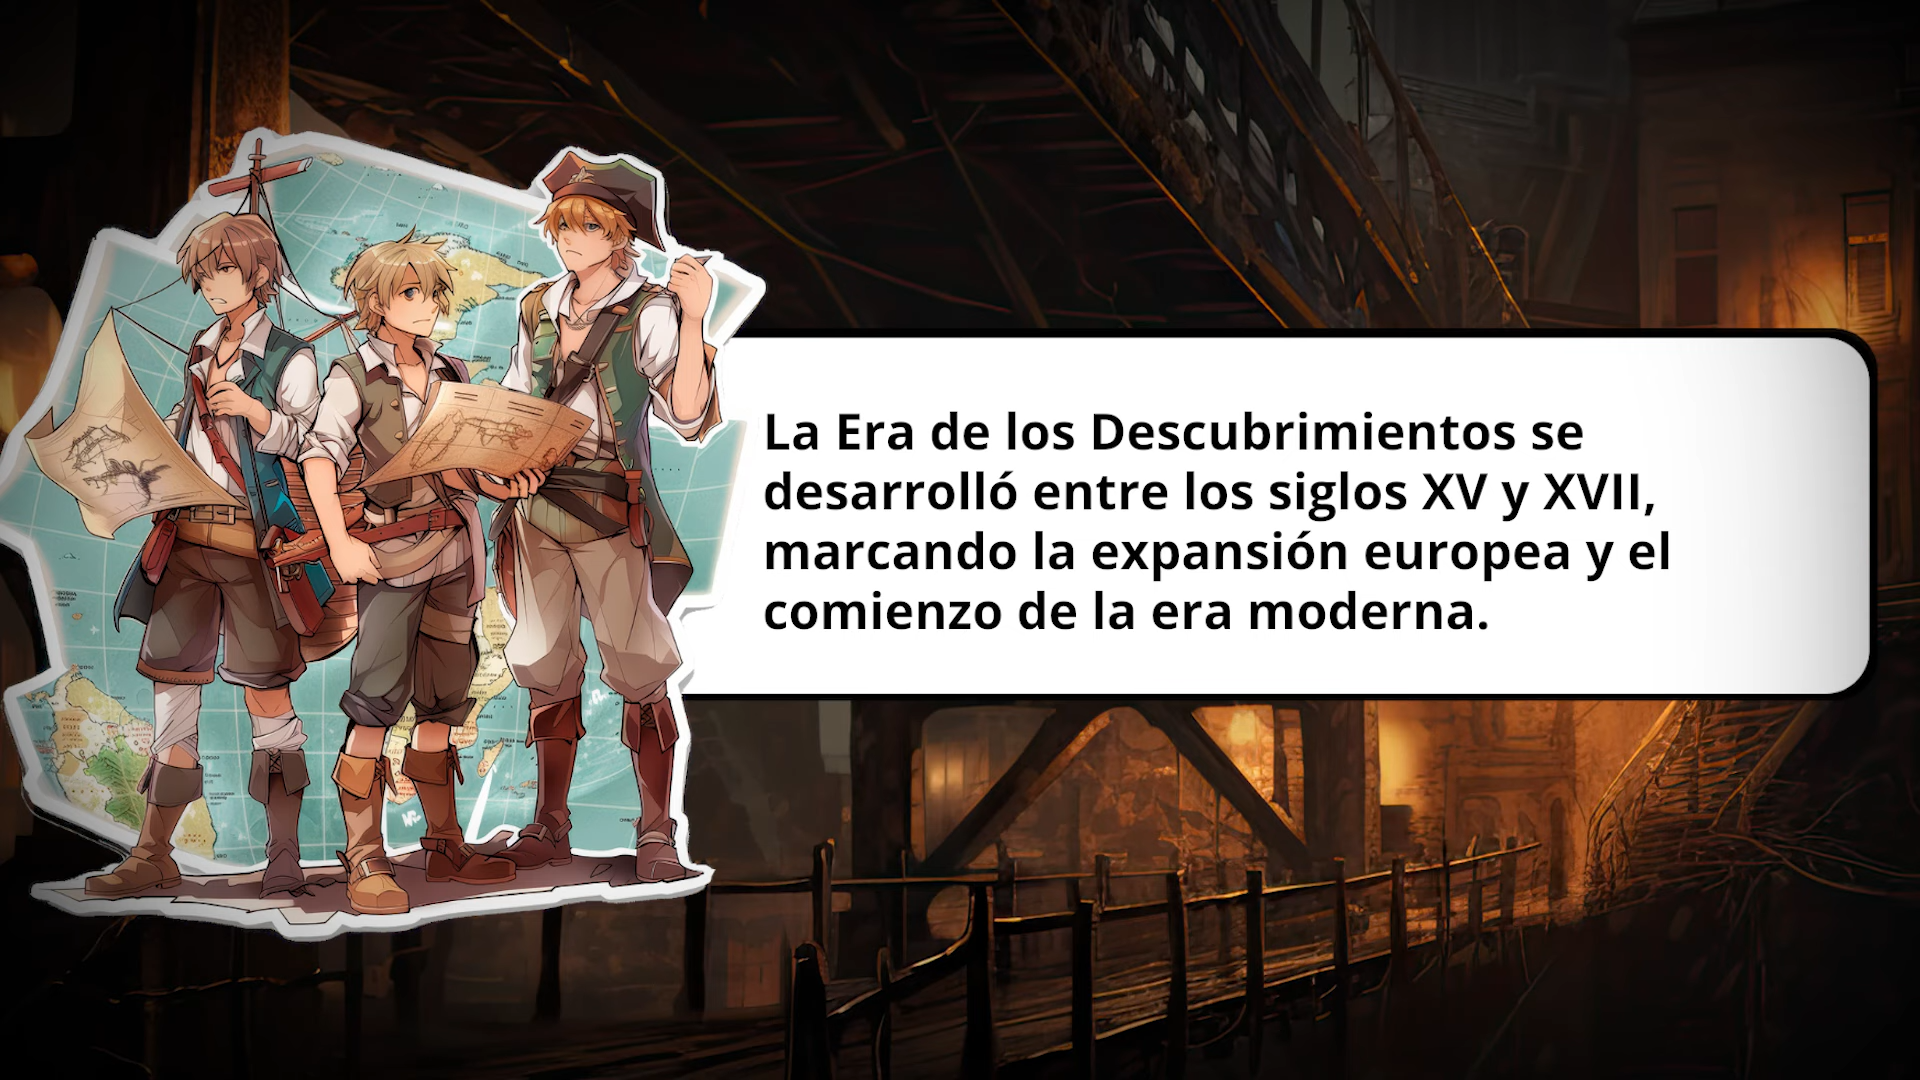 La Era de los Descubrimientos se
desarrolló entre los siglos XV y XVII,
marcando la expansión europea y el
comienzo de la era moderna.